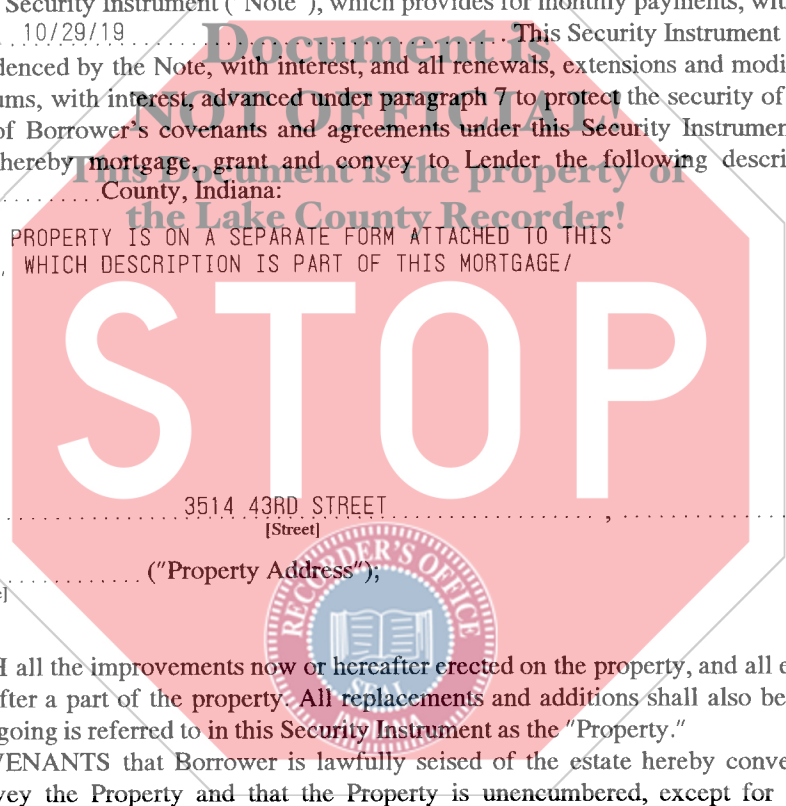 Security Instrument ("Note"), which provides for monthly payments, wit
10/29/19 This Security Instrument
denced by the Note, with interest, and all renewals, extensions and modi
ums, with interest, advanced under paragraph 7 to protect the security of
of Borrower's covenants and agreements under this Security Instrumen
hereby mortgage, grant and convey to Lender the following descri
County, Indiana:
Document is
NOT OFFICIAL!
This Document is the property of
the Lake County Recorder!
PROPERTY IS ON A SEPARATE FORM ATTACHED TO THIS
, WHICH DESCRIPTION IS PART OF THIS MORTGAGE/
STOP
3514 43RD STREET ,
[Street]
("Property Address");
RECORDER'S OFFICE
SEAL
INDIANA
H all the improvements now or hereafter erected on the property, and all e
fter a part of the property. All replacements and additions shall also be
going is referred to in this Security Instrument as the "Property."
VENANTS that Borrower is lawfully seised of the estate hereby conve
vey the Property and that the Property is unencumbered, except for